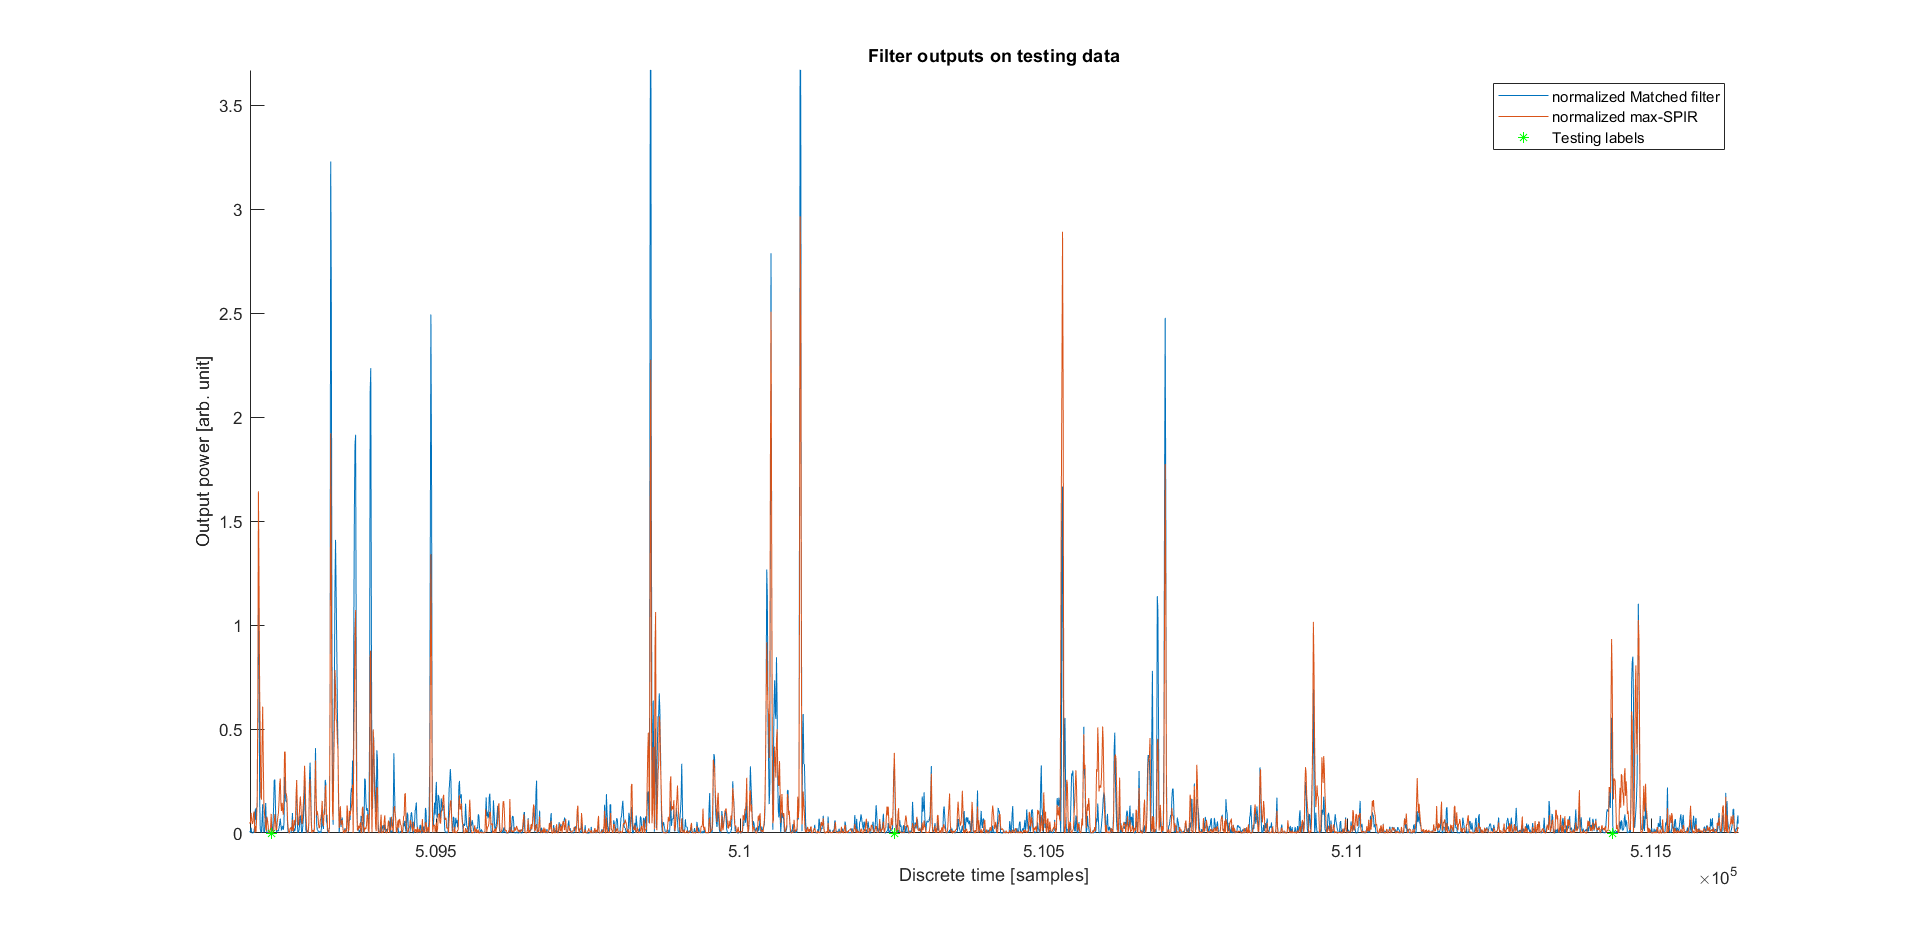 Filter outputs on testing data
normalized Matched filter
normalized max-SPIR
Testing labels
Output power [arb. unit]
3.5
3
2.5
2
1.5
1
0.5
0
5.095
5.1
5.105
5.11
5.115
Discrete time [samples]
×10⁵